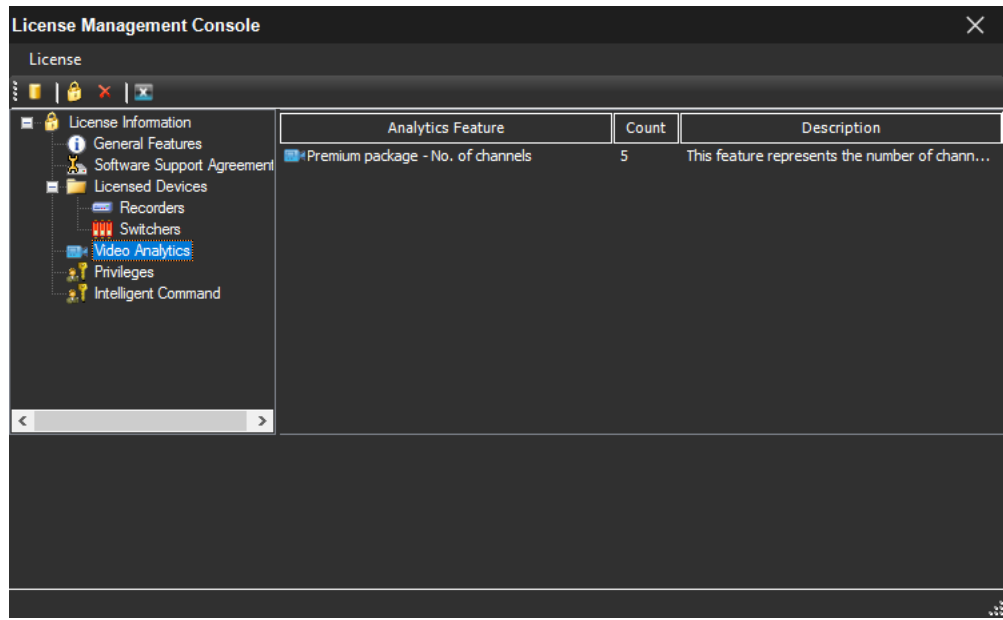 License Management Console
License
License Information
General Features
Software Support Agreement
Licensed Devices
Recorders
Switchers
Video Analytics
Privileges
Intelligent Command
Analytics Feature Count Description
Premium package - No. of channels 5 This feature represents the number of chann...